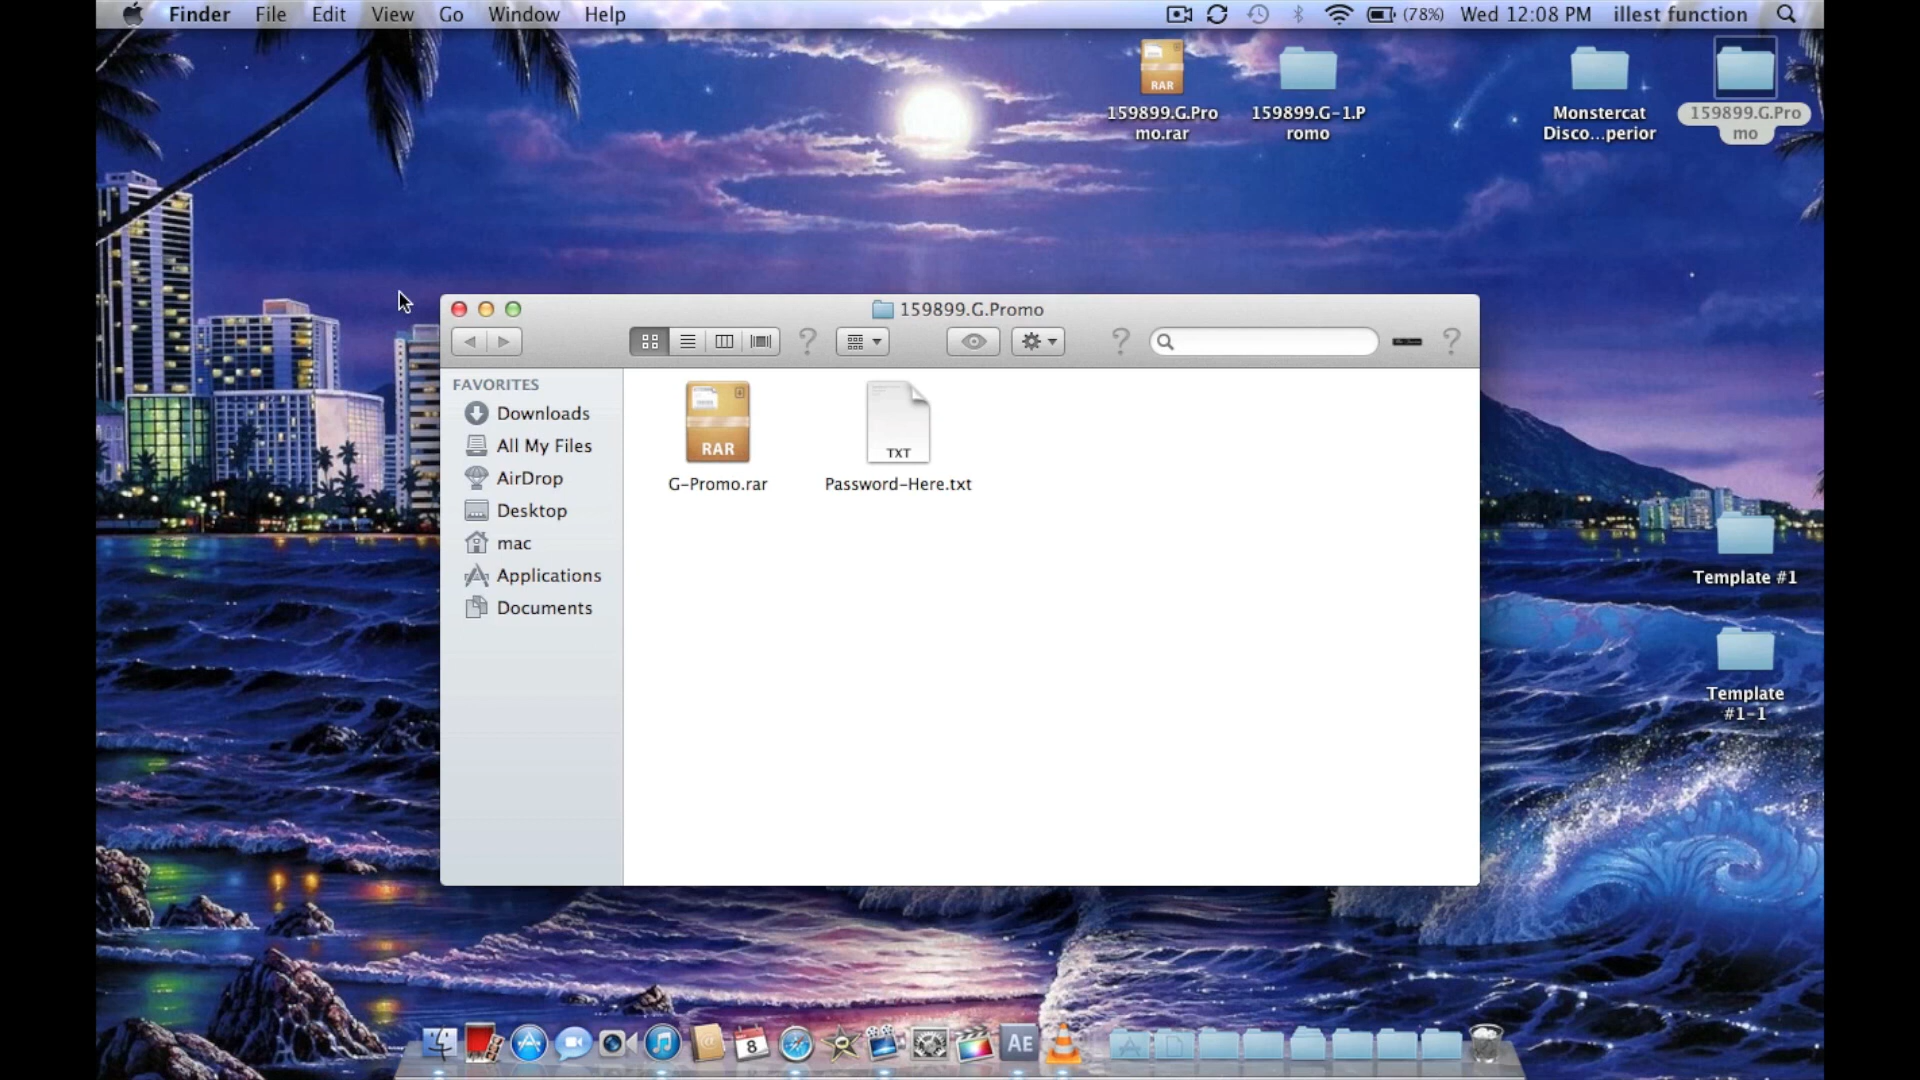 Finder File Edit View Go Window Help (78%) Wed 12:08 PM illest function
RAR
159899.G.Pro
mo.rar
159899.G-1.P
romo
Monstercat
Disco...perior
159899.G.Pro
mo
159899.G.Promo
FAVORITES
Downloads
All My Files
AirDrop
Desktop
mac
Applications
Documents
RAR
G-Promo.rar
TXT
Password-Here.txt
Template #1
Template
#1-1
8
AE